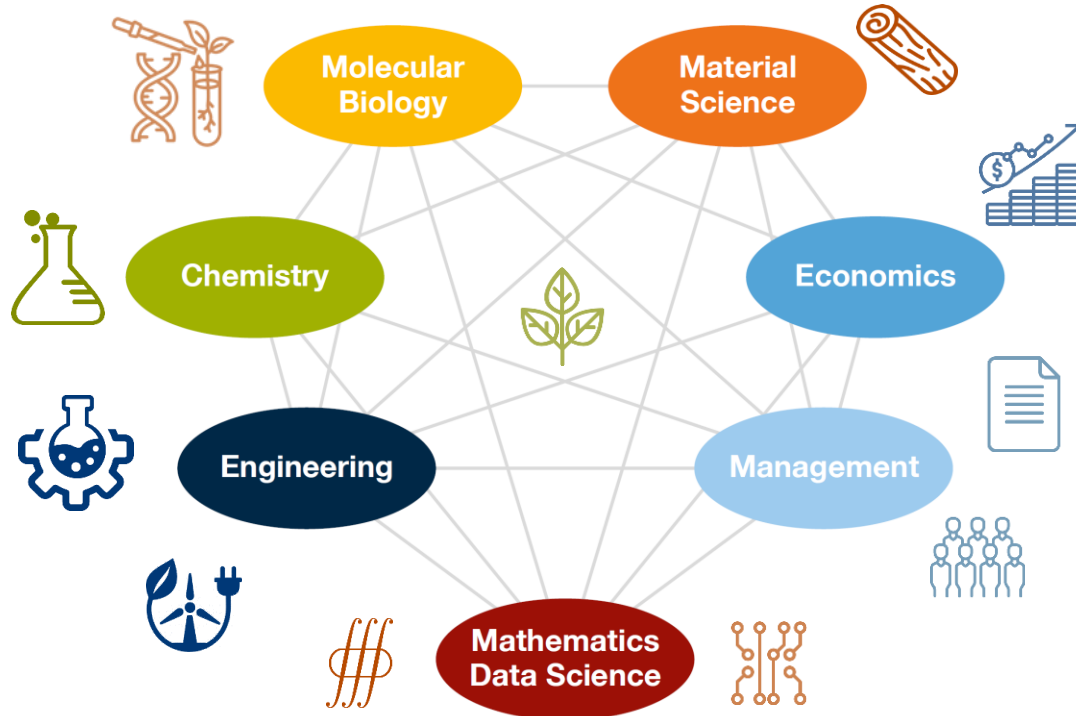 Molecular
Biology
Material
Science
$
Chemistry
Economics
Engineering
Management
Mathematics
Data Science